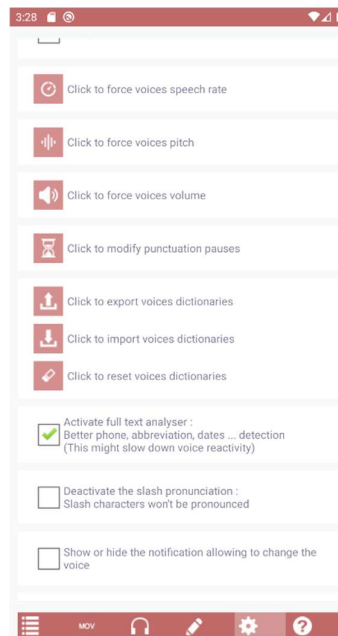 3:28
Click to force voices speech rate
Click to force voices pitch
Click to force voices volume
Click to modify punctuation pauses
Click to export voices dictionaries
Click to import voices dictionaries
Click to reset voices dictionaries
Activate full text analyser :
Better phone, abbreviation, dates ... detection
(This might slow down voice reactivity)
Deactivate the slash pronunciation :
Slash characters won't be pronounced
Show or hide the notification allowing to change the
voice
MOV